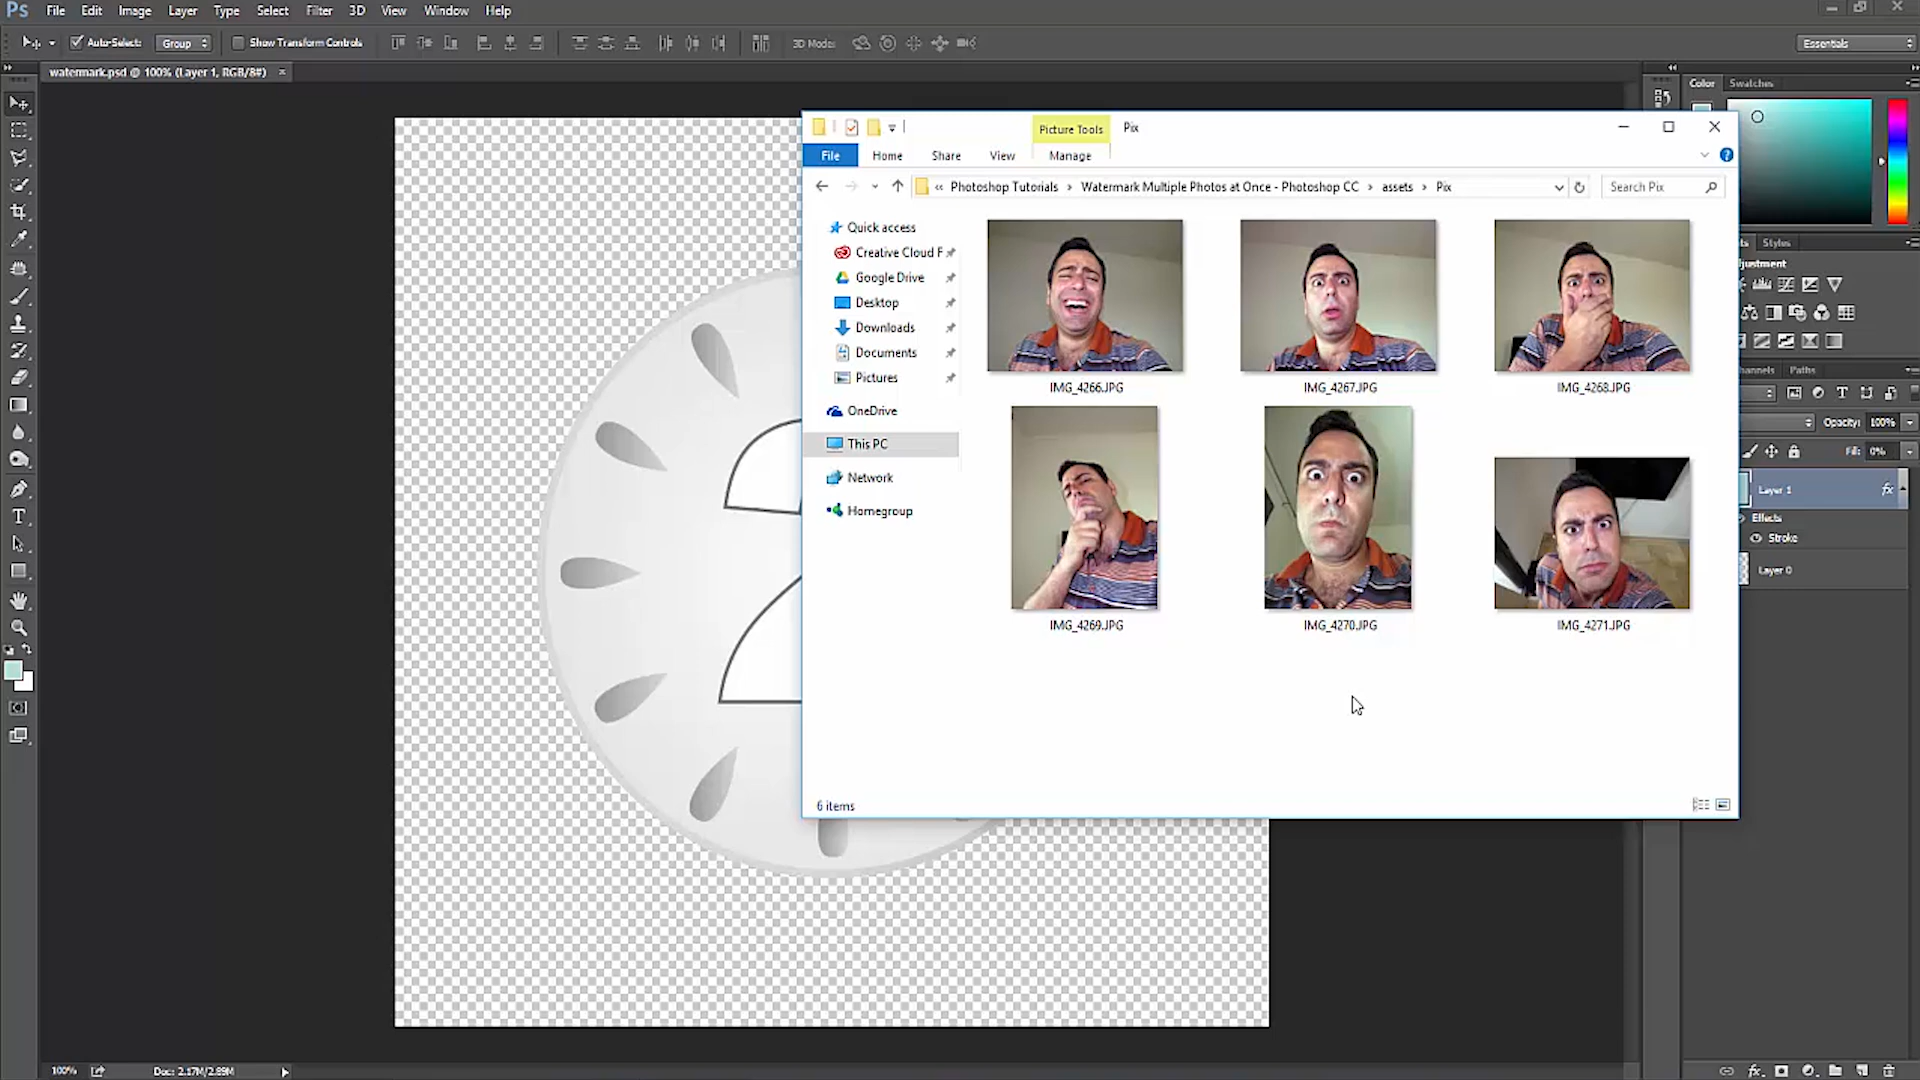 Ps File Edit Image Layer Type Select Filter 3D View Window Help
Auto-Select: Group Show Transform Controls 3D Mode: Essentials
watermark.psd @ 100% (Layer 1, RGB/8#) ×
Color Swatches
Picture Tools Pix
File Home Share View Manage
« Photoshop Tutorials › Watermark Multiple Photos at Once - Photoshop CC › assets › Pix Search Pix
Quick access
Creative Cloud F
Google Drive
Desktop
Downloads
Documents
Pictures
OneDrive
This PC
Network
Homegroup
IMG_4266.JPG IMG_4267.JPG IMG_4268.JPG
IMG_4269.JPG IMG_4270.JPG IMG_4271.JPG
6 items
Styles
Paths
Opacity: 100%
Fill: 0%
Layer 1 fx
Effects
Stroke
Layer 0
100% Doc: 2.17M/2.89M